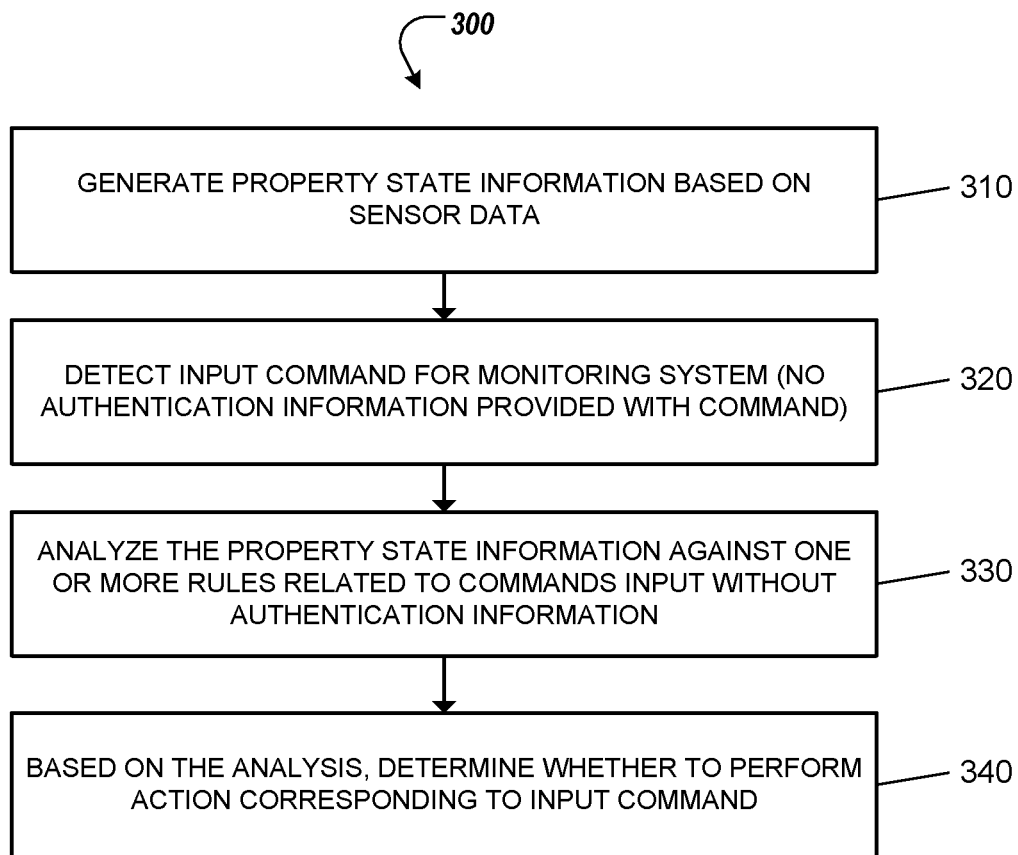 300
GENERATE PROPERTY STATE INFORMATION BASED ON
SENSOR DATA
310
DETECT INPUT COMMAND FOR MONITORING SYSTEM (NO
AUTHENTICATION INFORMATION PROVIDED WITH COMMAND)
320
ANALYZE THE PROPERTY STATE INFORMATION AGAINST ONE
OR MORE RULES RELATED TO COMMANDS INPUT WITHOUT
AUTHENTICATION INFORMATION
330
BASED ON THE ANALYSIS, DETERMINE WHETHER TO PERFORM
ACTION CORRESPONDING TO INPUT COMMAND
340